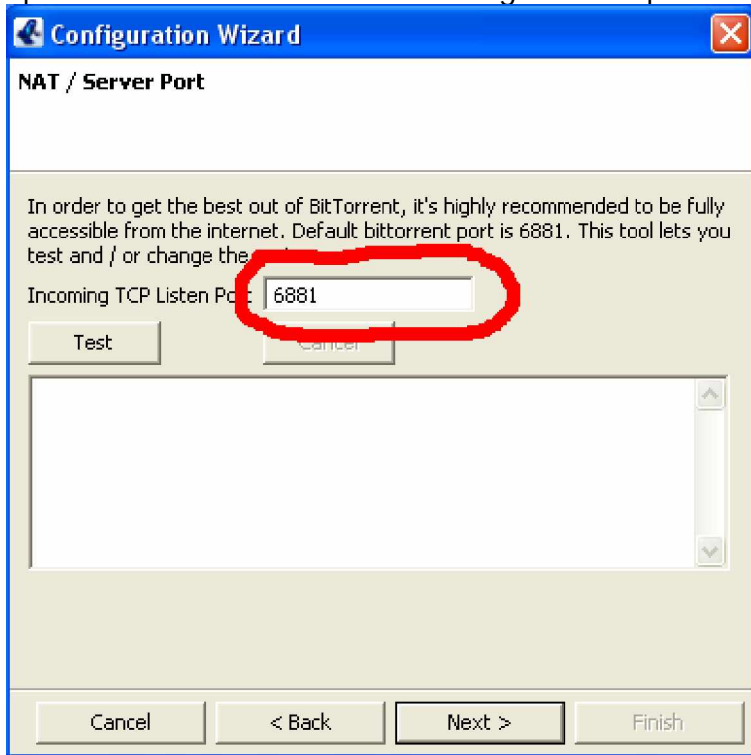 Configuration Wizard
NAT / Server Port
In order to get the best out of BitTorrent, it's highly recommended to be fully
accessible from the internet. Default bittorrent port is 6881. This tool lets you
test and / or change the
Incoming TCP Listen Port 6881
Test Cancel
Cancel < Back Next > Finish